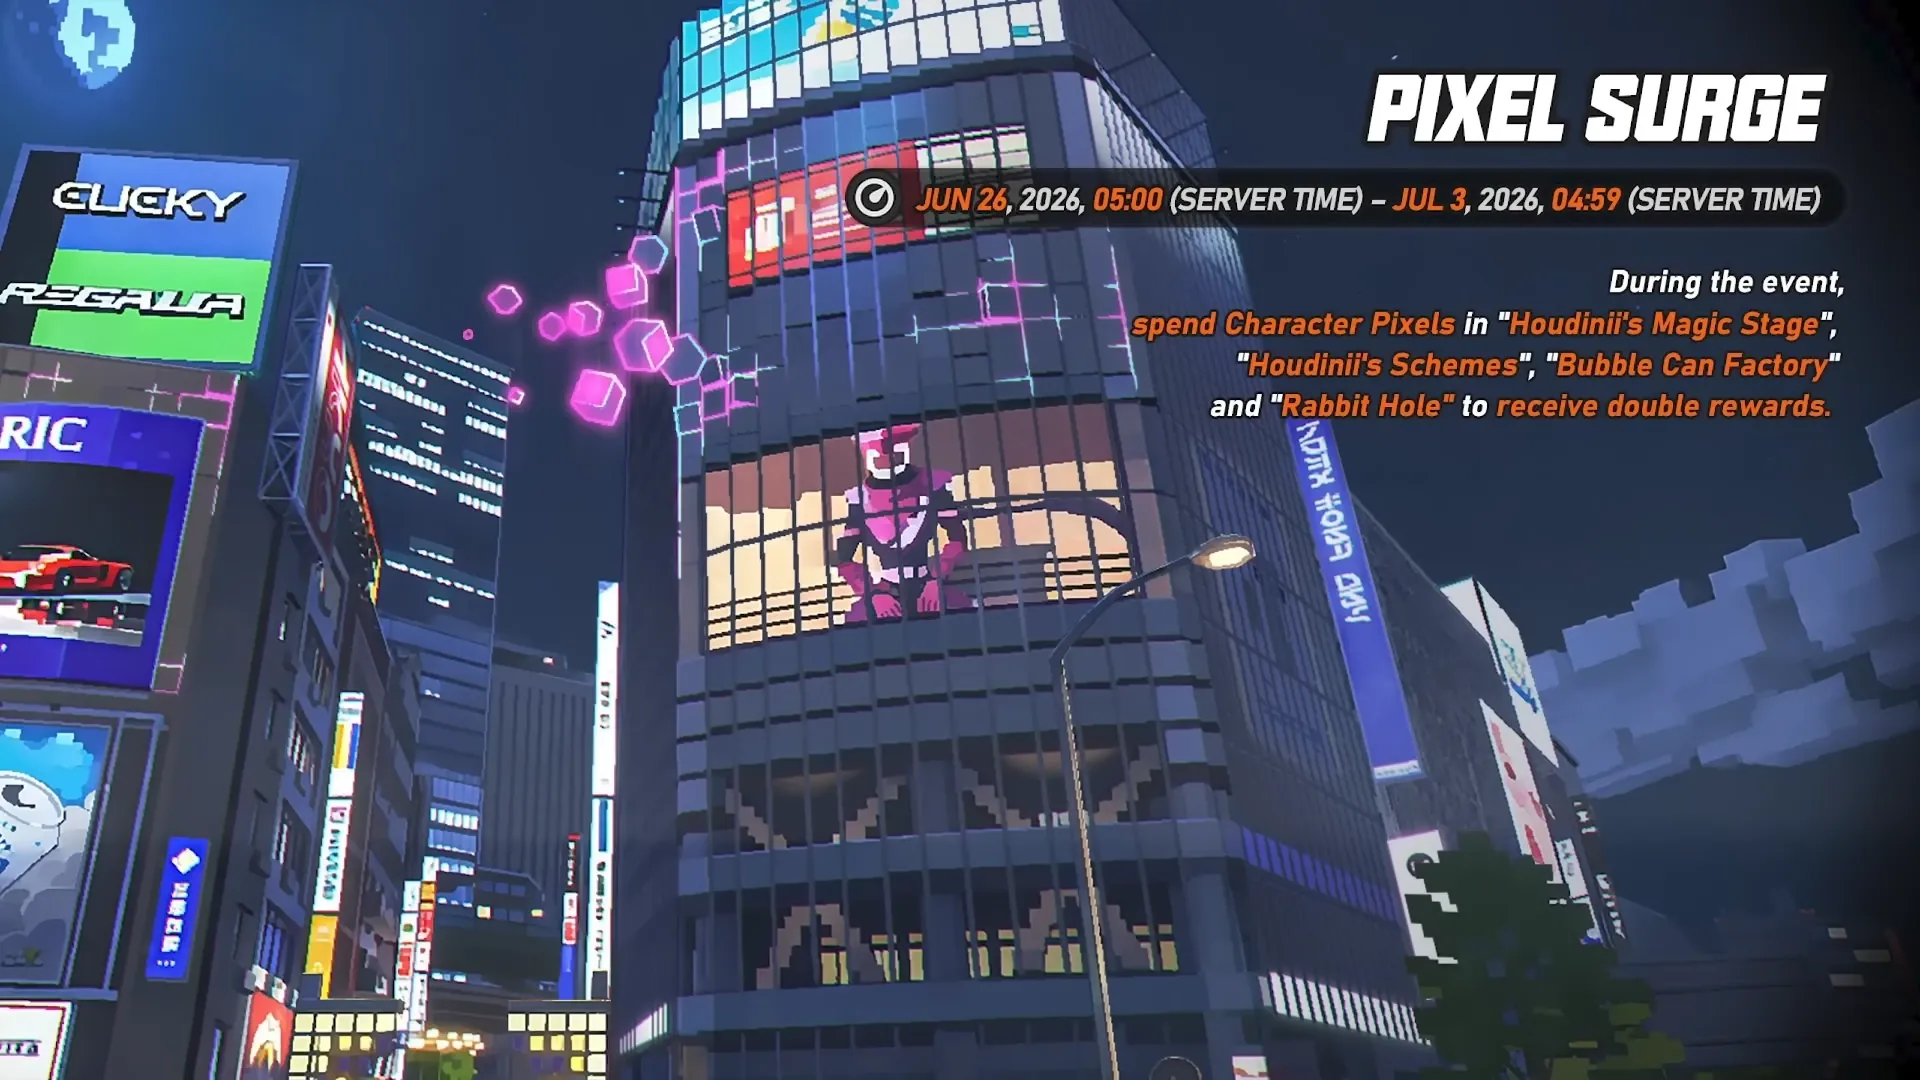 PIXEL SURGE
JUN 26, 2026, 05:00 (SERVER TIME) – JUL 3, 2026, 04:59 (SERVER TIME)
During the event,
spend Character Pixels in "Houdinii's Magic Stage",
"Houdinii's Schemes", "Bubble Can Factory"
and "Rabbit Hole" to receive double rewards.
CLICKY
REGALIA
RIC